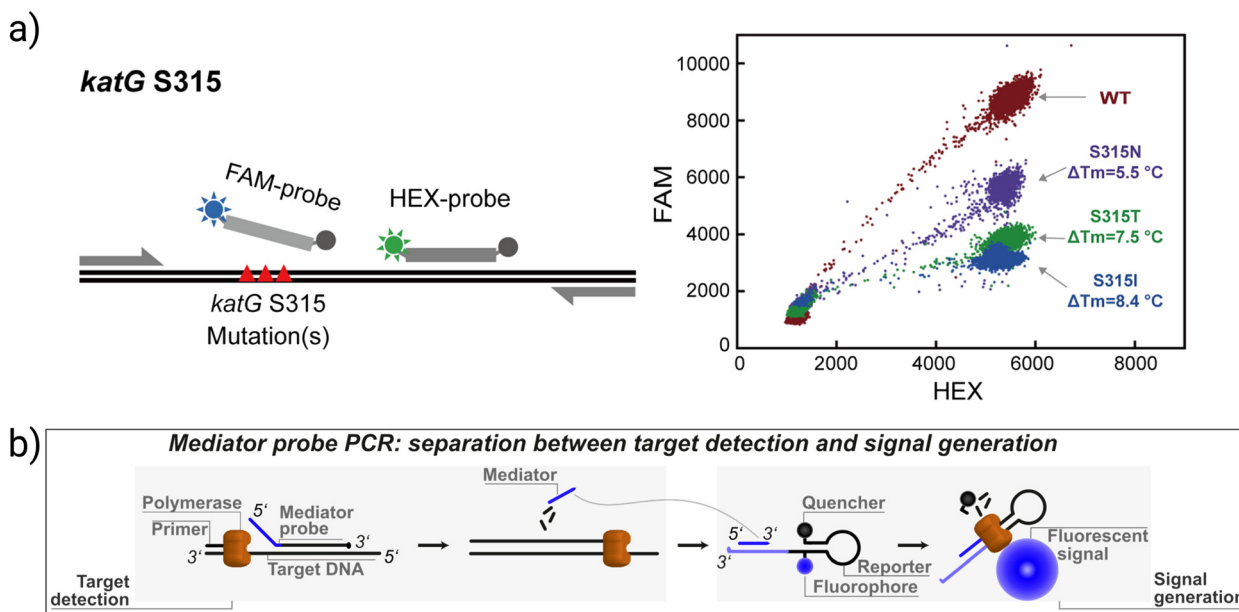 a)
katG S315
FAM-probe
HEX-probe
katG S315
Mutation(s)
FAM
10000
8000
6000
4000
2000
0
0
2000
4000
6000
8000
HEX
WT
S315N
ΔTm=5.5 °C
S315T
ΔTm=7.5 °C
S315I
ΔTm=8.4 °C
b)
Mediator probe PCR: separation between target detection and signal generation
Polymerase
Primer
5‘
Mediator
probe
3‘
3‘
5‘
Target DNA
Target
detection
Mediator
Quencher
5‘
3‘
3‘
Reporter
Fluorophore
Fluorescent
signal
Signal
generation